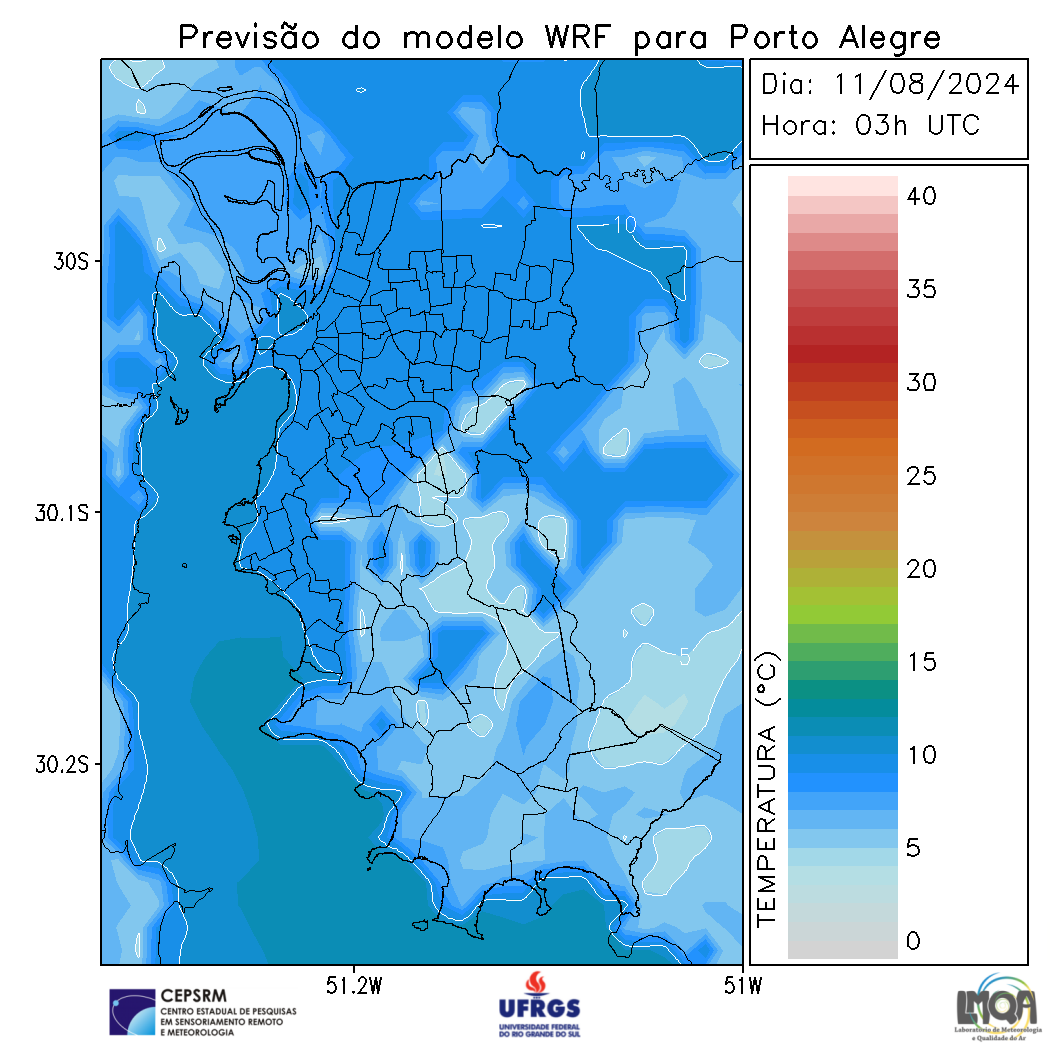 Previsão do modelo WRF para Porto Alegre
Dia: 11/08/2024
Hora: 03h UTC
30S
30.1S
30.2S
51.2W
51W
10
5
TEMPERATURA (°C)
40
35
30
25
20
15
10
5
0
CEPSRM
CENTRO ESTADUAL DE PESQUISAS
EM SENSORIAMENTO REMOTO
E METEOROLOGIA
UFRGS
UNIVERSIDADE FEDERAL
DO RIO GRANDE DO SUL
LMQA
Laboratório de Meteorologia
e Qualidade do Ar